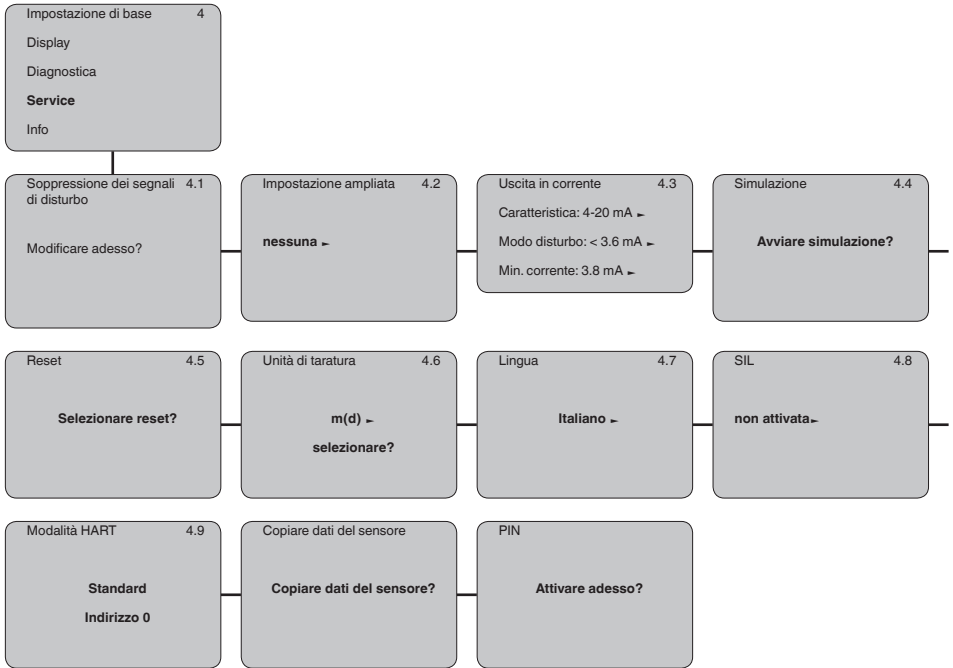 Impostazione di base 4
Display
Diagnostica
Service
Info
Soppressione dei segnali 4.1
di disturbo
Modificare adesso?
Impostazione ampliata 4.2
nessuna ►
Uscita in corrente 4.3
Caratteristica: 4-20 mA ►
Modo disturbo: < 3.6 mA ►
Min. corrente: 3.8 mA ►
Simulazione 4.4
Avviare simulazione?
Reset 4.5
Selezionare reset?
Unità di taratura 4.6
m(d) ►
selezionare?
Lingua 4.7
Italiano ►
SIL 4.8
non attivata►
Modalità HART 4.9
Standard
Indirizzo 0
Copiare dati del sensore
Copiare dati del sensore?
PIN
Attivare adesso?